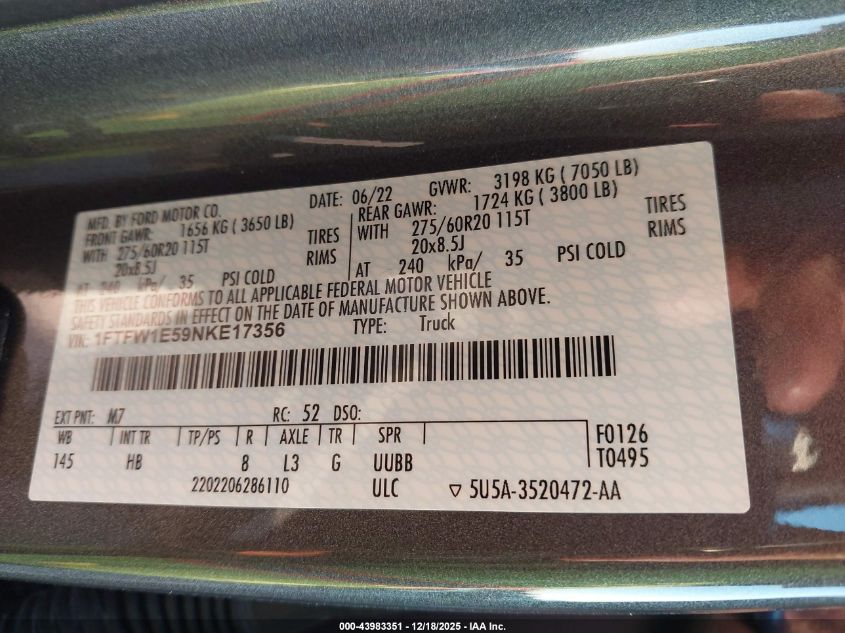 MFD. BY FORD MOTOR CO. DATE: 06/22 GVWR: 3198 KG ( 7050 LB)
FRONT GAWR: 1656 KG ( 3650 LB) REAR GAWR: 1724 KG ( 3800 LB)
WITH 275/60R20 115T TIRES WITH 275/60R20 115T TIRES
20x8.5J RIMS 20x8.5J RIMS
AT 240 kPa/ 35 PSI COLD AT 240 kPa/ 35 PSI COLD
THIS VEHICLE CONFORMS TO ALL APPLICABLE FEDERAL MOTOR VEHICLE
SAFETY STANDARDS IN EFFECT ON THE DATE OF MANUFACTURE SHOWN ABOVE.
VIN: 1FTFW1E59NKE17356 TYPE: Truck
EXT PNT: M7 RC: 52 DSO:
WB INT TR TP/PS R AXLE TR SPR F0126
145 HB 8 L3 G UUBB T0495
2202206286110 ULC 5U5A-3520472-AA
000-43983351 - 12/18/2025 - IAA Inc.